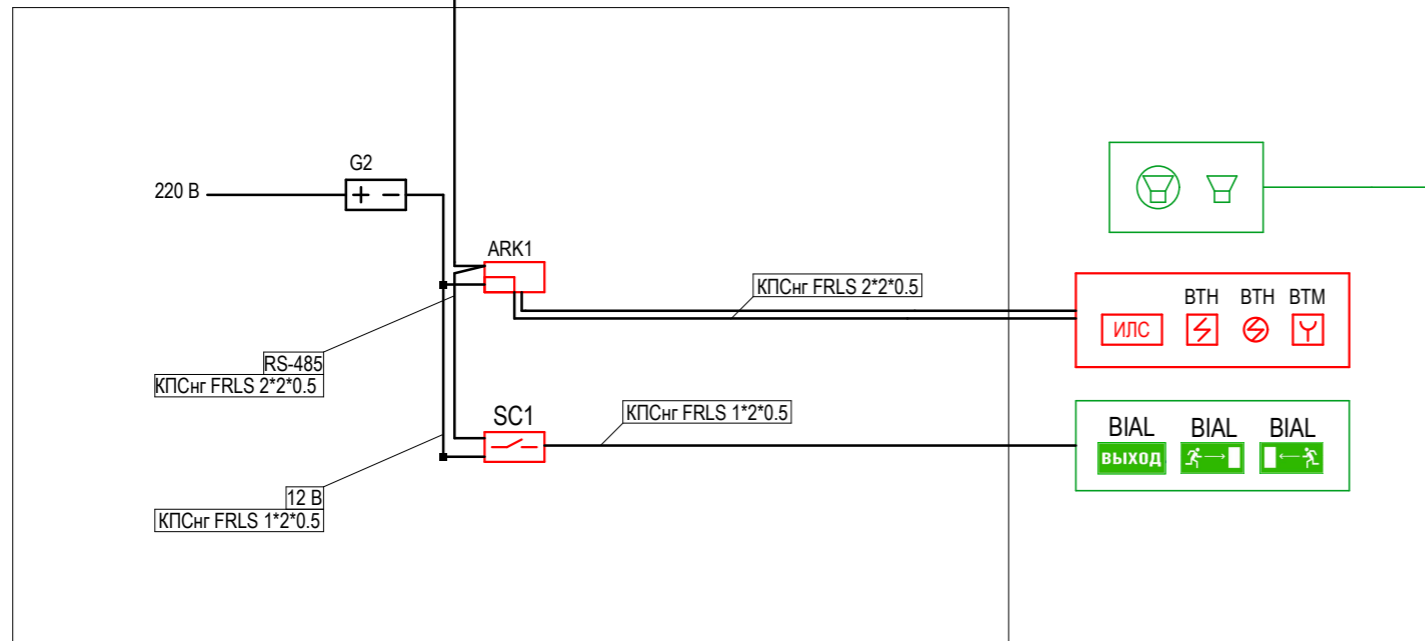 G2
220 В
ARK1
КПСнг FRLS 2*2*0.5
BTH BTH BTM
ИЛС
RS-485
КПСнг FRLS 2*2*0.5
SC1
КПСнг FRLS 1*2*0.5
BIAL BIAL BIAL
ВЫХОД
12 В
КПСнг FRLS 1*2*0.5